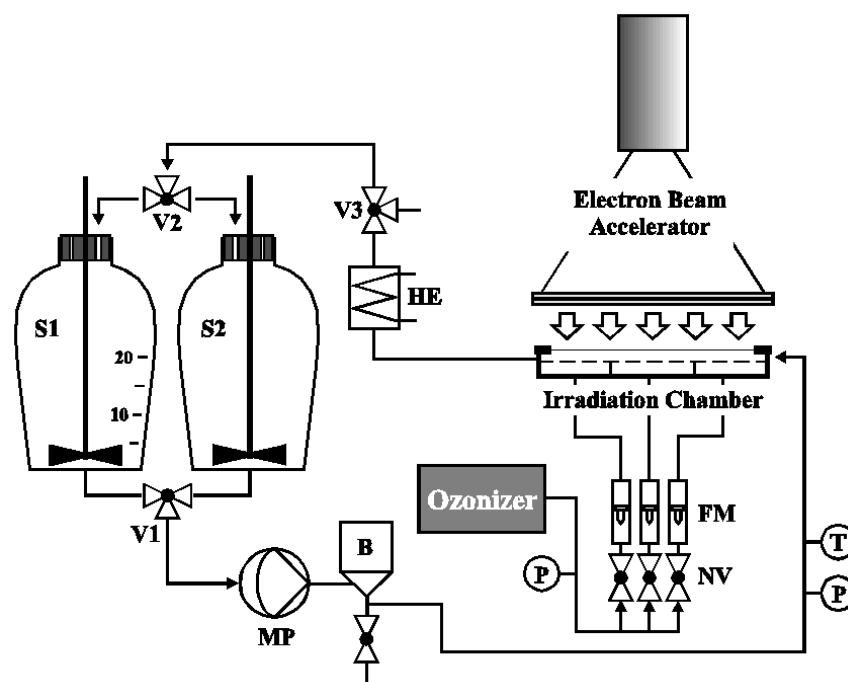 Electron Beam
Accelerator
V2
V3
HE
S1
S2
20
10
Irradiation Chamber
Ozonizer
FM
V1
B
P
NV
T
P
MP